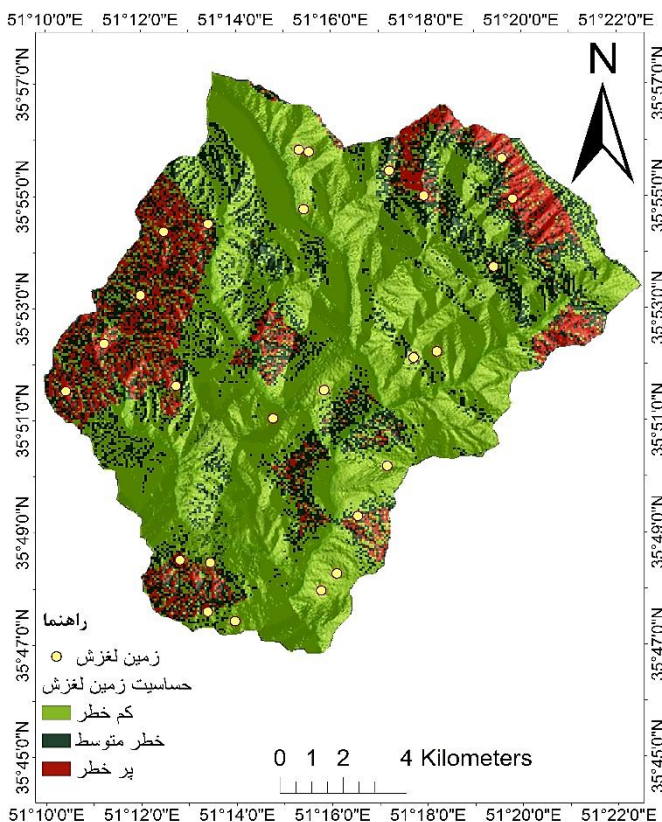 51°10'0"E 51°12'0"E 51°14'0"E 51°16'0"E 51°18'0"E 51°20'0"E 51°22'0"E
N
35°57'0"N 35°57'0"N
35°55'0"N 35°55'0"N
35°53'0"N 35°53'0"N
35°51'0"N 35°51'0"N
35°49'0"N 35°49'0"N
35°47'0"N 35°47'0"N
35°45'0"N 35°45'0"N
راهنما
زمین لغزش
حساسیت زمین لغزش
کم خطر
خطر متوسط
پر خطر
0 1 2 4 Kilometers
51°10'0"E 51°12'0"E 51°14'0"E 51°16'0"E 51°18'0"E 51°20'0"E 51°22'0"E